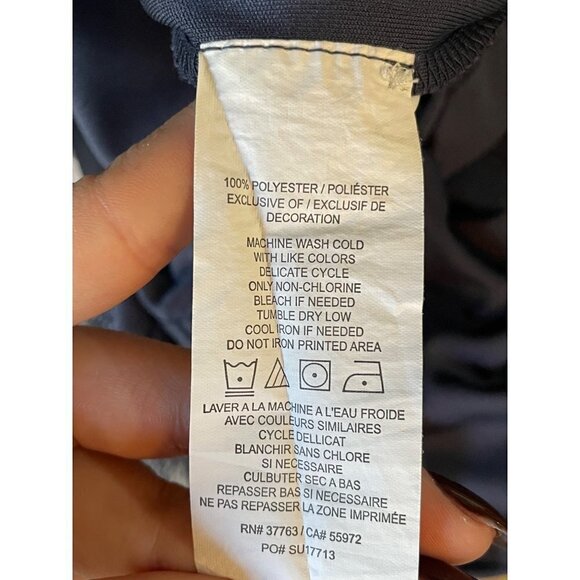 100% POLYESTER / POLIÉSTER
EXCLUSIVE OF / EXCLUSIF DE
DECORATION
MACHINE WASH COLD
WITH LIKE COLORS
DELICATE CYCLE
ONLY NON-CHLORINE
BLEACH IF NEEDED
TUMBLE DRY LOW
COOL IRON IF NEEDED
DO NOT IRON PRINTED AREA
LAVER A LA MACHINE A L'EAU FROIDE
AVEC COULEURS SIMILAIRES
CYCLE DELLICAT
BLANCHIR SANS CHLORE
SI NECESSAIRE
CULBUTER SEC A BAS
REPASSER BAS SI NECESSAIRE
NE PAS REPASSER LA ZONE IMPRIMÉE
RN# 37763 / CA# 55972
PO# SU17713